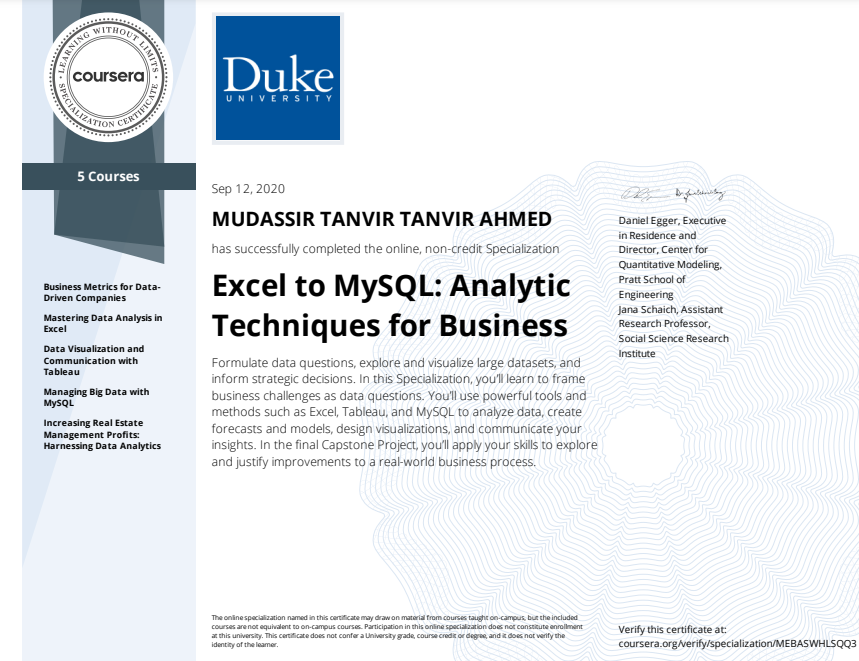 LEARNING WITHOUT LIMITS
coursera
SPECIALIZATION CERTIFICATE
5 Courses
Business Metrics for Data-
Driven Companies
Mastering Data Analysis in
Excel
Data Visualization and
Communication with
Tableau
Managing Big Data with
MySQL
Increasing Real Estate
Management Profits:
Harnessing Data Analytics
Duke
UNIVERSITY
Sep 12, 2020
MUDASSIR TANVIR TANVIR AHMED
has successfully completed the online, non-credit Specialization
Excel to MySQL: Analytic
Techniques for Business
Formulate data questions, explore and visualize large datasets, and
inform strategic decisions. In this Specialization, you’ll learn to frame
business challenges as data questions. You’ll use powerful tools and
methods such as Excel, Tableau, and MySQL to analyze data, create
forecasts and models, design visualizations, and communicate your
insights. In the final Capstone Project, you’ll apply your skills to explore
and justify improvements to a real-world business process.
Daniel Egger, Executive
in Residence and
Director, Center for
Quantitative Modeling,
Pratt School of
Engineering
Jana Schaich, Assistant
Research Professor,
Social Science Research
Institute
The online specialization named in this certificate may draw on material from courses taught on-campus, but the included
courses are not equivalent to on-campus courses. Participation in this online specialization does not constitute enrollment
at this university. This certificate does not confer a University grade, course credit or degree, and it does not verify the
identity of the learner.
Verify this certificate at:
coursera.org/verify/specialization/MEBASWHLSQQ3